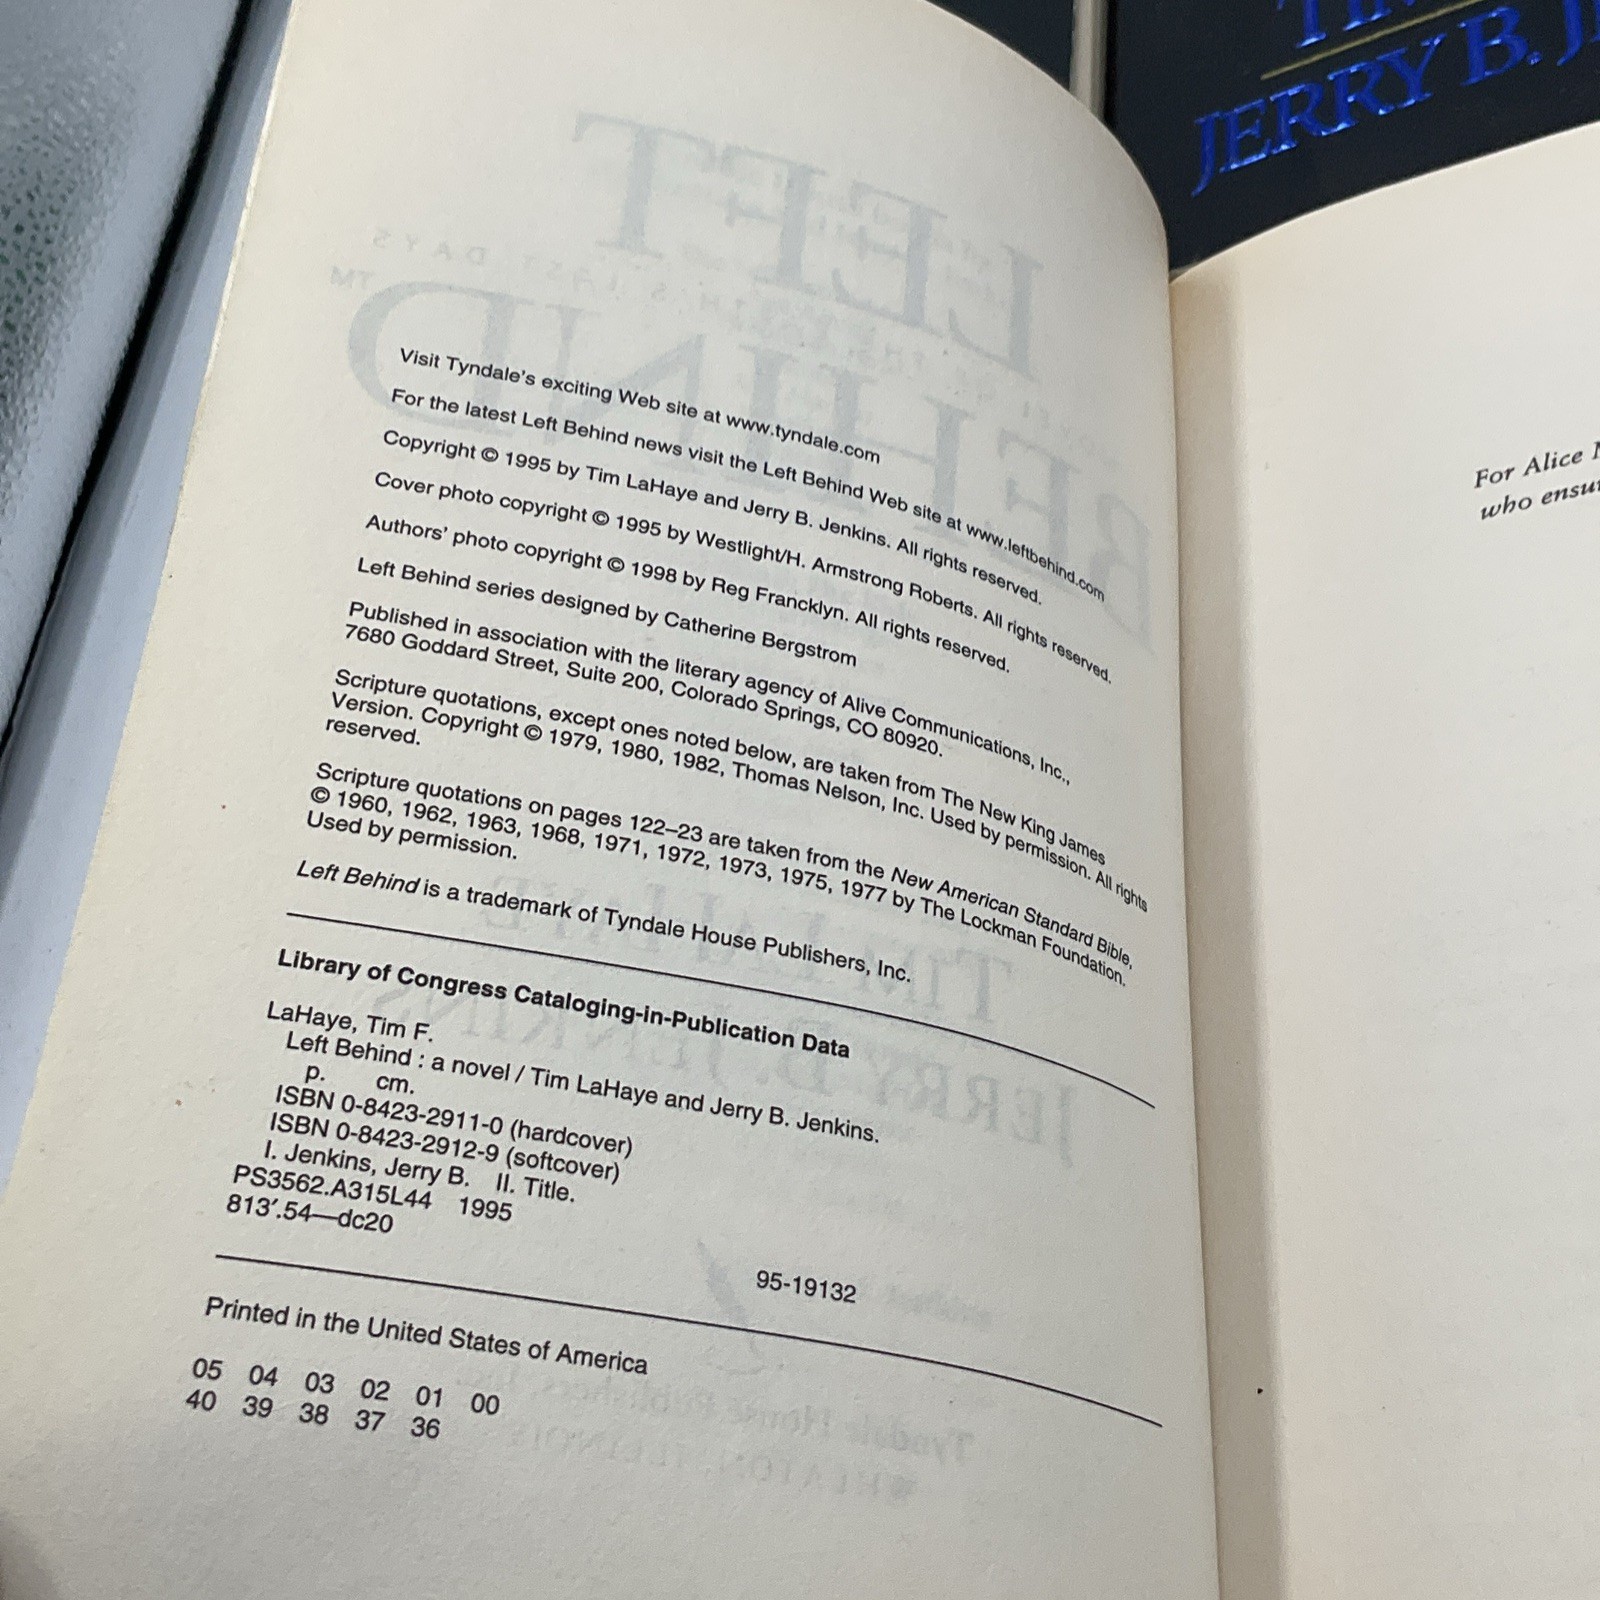 TIM
JERRY B. JE
Visit Tyndale's exciting Web site at www.tyndale.com
For the latest Left Behind news visit the Left Behind Web site at www.leftbehind.com
Copyright © 1995 by Tim LaHaye and Jerry B. Jenkins. All rights reserved.
Cover photo copyright © 1995 by Westlight/H. Armstrong Roberts. All rights reserved.
Authors' photo copyright © 1998 by Reg Francklyn. All rights reserved.
Left Behind series designed by Catherine Bergstrom
Published in association with the literary agency of Alive Communications, Inc.,
7680 Goddard Street, Suite 200, Colorado Springs, CO 80920.
Scripture quotations, except ones noted below, are taken from The New King James
Version. Copyright © 1979, 1980, 1982, Thomas Nelson, Inc. Used by permission. All rights
reserved.
Scripture quotations on pages 122–23 are taken from the New American Standard Bible,
© 1960, 1962, 1963, 1968, 1971, 1972, 1973, 1975, 1977 by The Lockman Foundation.
Used by permission.
Left Behind is a trademark of Tyndale House Publishers, Inc.
Library of Congress Cataloging-in-Publication Data
LaHaye, Tim F.
Left Behind : a novel / Tim LaHaye and Jerry B. Jenkins.
p. cm.
ISBN 0-8423-2911-0 (hardcover)
ISBN 0-8423-2912-9 (softcover)
I. Jenkins, Jerry B. II. Title.
PS3562.A315L44 1995
813′.54—dc20
95-19132
Printed in the United States of America
05 04 03 02 01 00
40 39 38 37 36
For Alice
who ensu